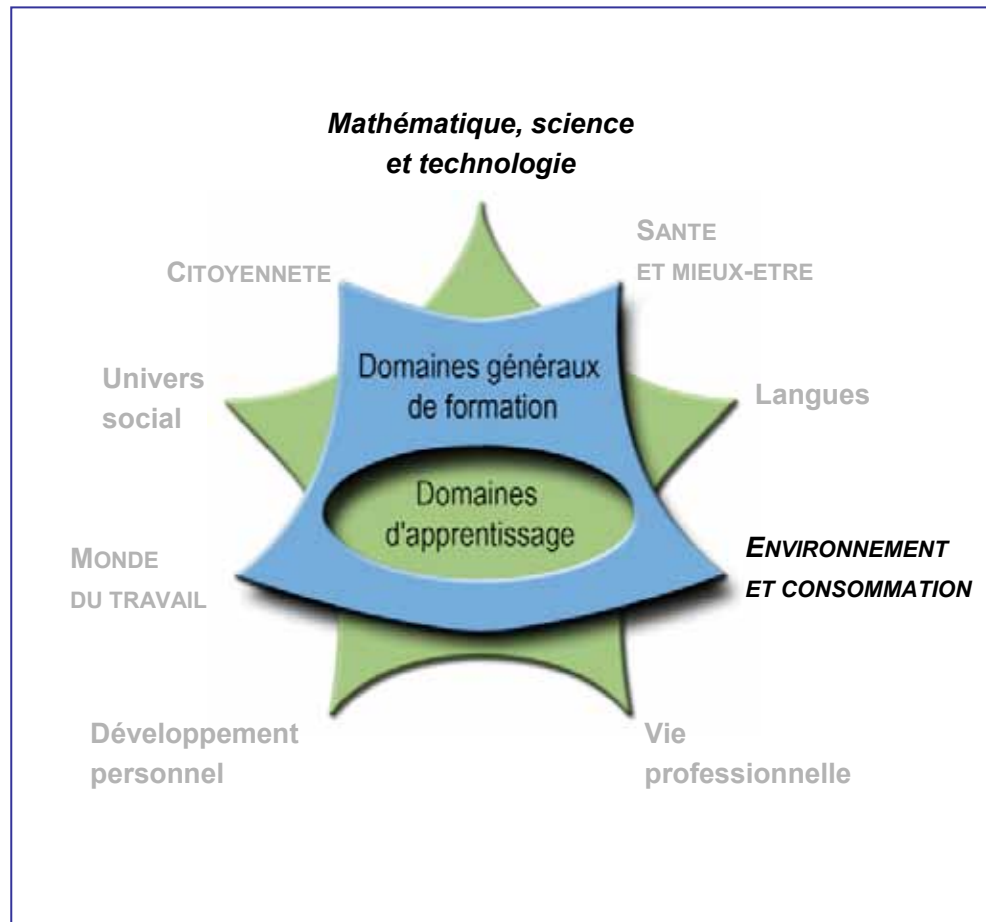 Mathématique, science
et technologie
SANTE
ET MIEUX-ETRE
CITOYENNETE
Domaines généraux
de formation
Univers
social
Langues
Domaines
d'apprentissage
ENVIRONNEMENT
ET CONSOMMATION
MONDE
DU TRAVAIL
Développement
personnel
Vie
professionnelle